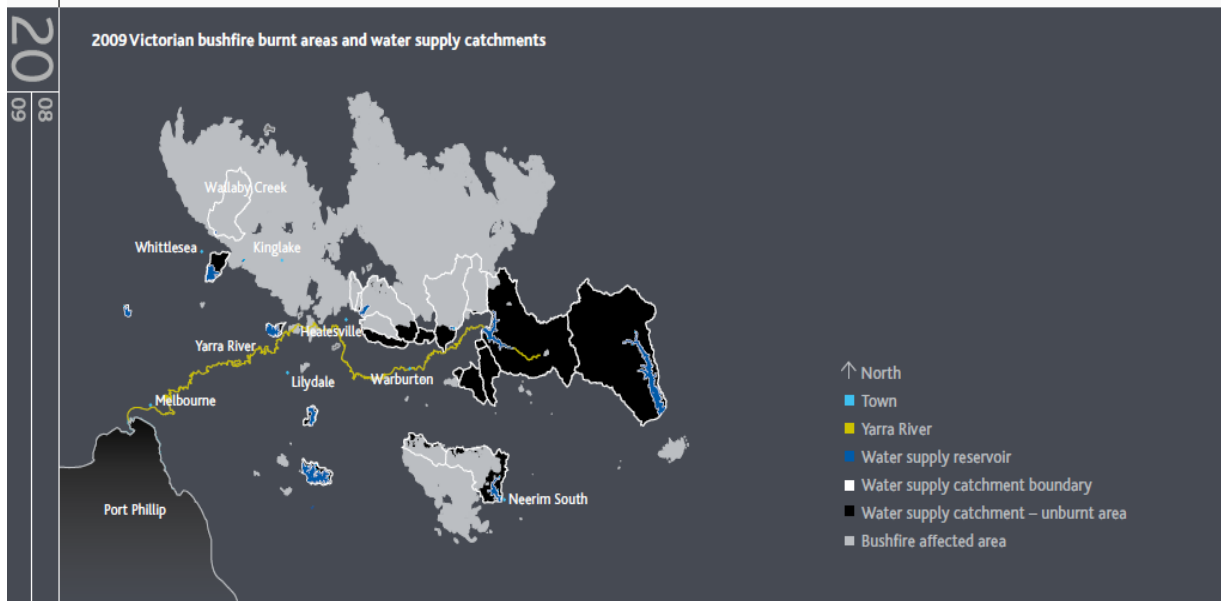 20
08
09
2009 Victorian bushfire burnt areas and water supply catchments
Wallaby Creek
Whittlesea
Kinglake
Healesville
Yarra River
Lilydale
Warburton
Melbourne
Neerim South
Port Phillip
North
Town
Yarra River
Water supply reservoir
Water supply catchment boundary
Water supply catchment – unburnt area
Bushfire affected area